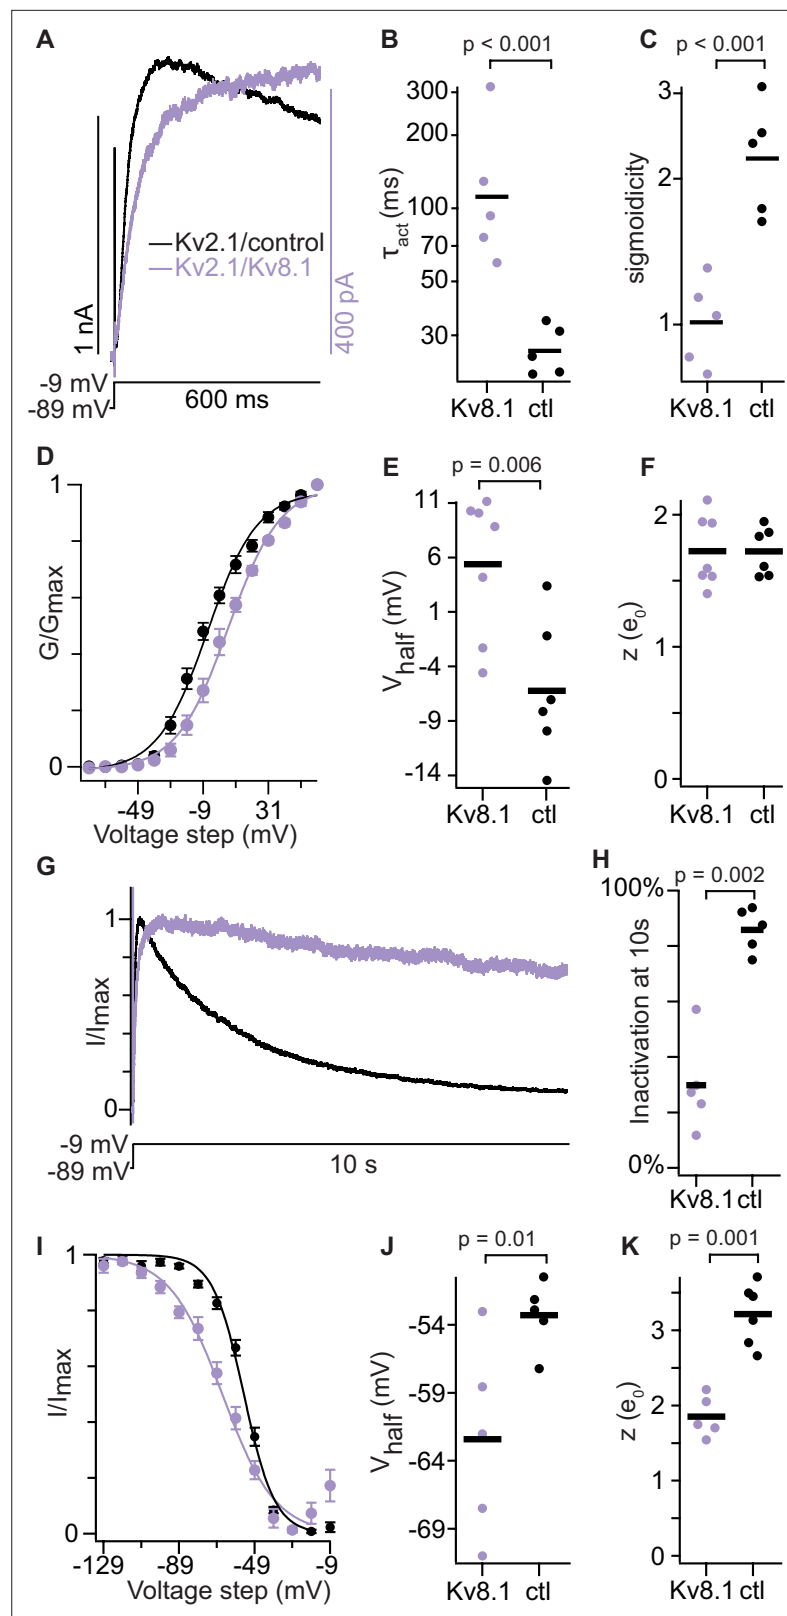 A
Kv2.1/control
Kv2.1/Kv8.1
1 nA
400 pA
-9 mV
-89 mV
600 ms
B
p < 0.001
τact (ms)
300
200
100
70
50
30
Kv8.1 ctl
C
p < 0.001
sigmoidicity
3
2
1
Kv8.1 ctl
D
G/Gmax
1
0
-49 -9 31
Voltage step (mV)
E
p = 0.006
Vhalf (mV)
11
6
1
-4
-9
-14
Kv8.1 ctl
F
z (e0)
2
1
0
Kv8.1 ctl
G
I/Imax
1
0
-9 mV
-89 mV
10 s
H
p = 0.002
Inactivation at 10s
100%
0%
Kv8.1 ctl
I
I/Imax
1
0
-129 -89 -49 -9
Voltage step (mV)
J
p = 0.01
Vhalf (mV)
-54
-59
-64
-69
Kv8.1 ctl
K
p = 0.001
z (e0)
3
2
1
0
Kv8.1 ctl